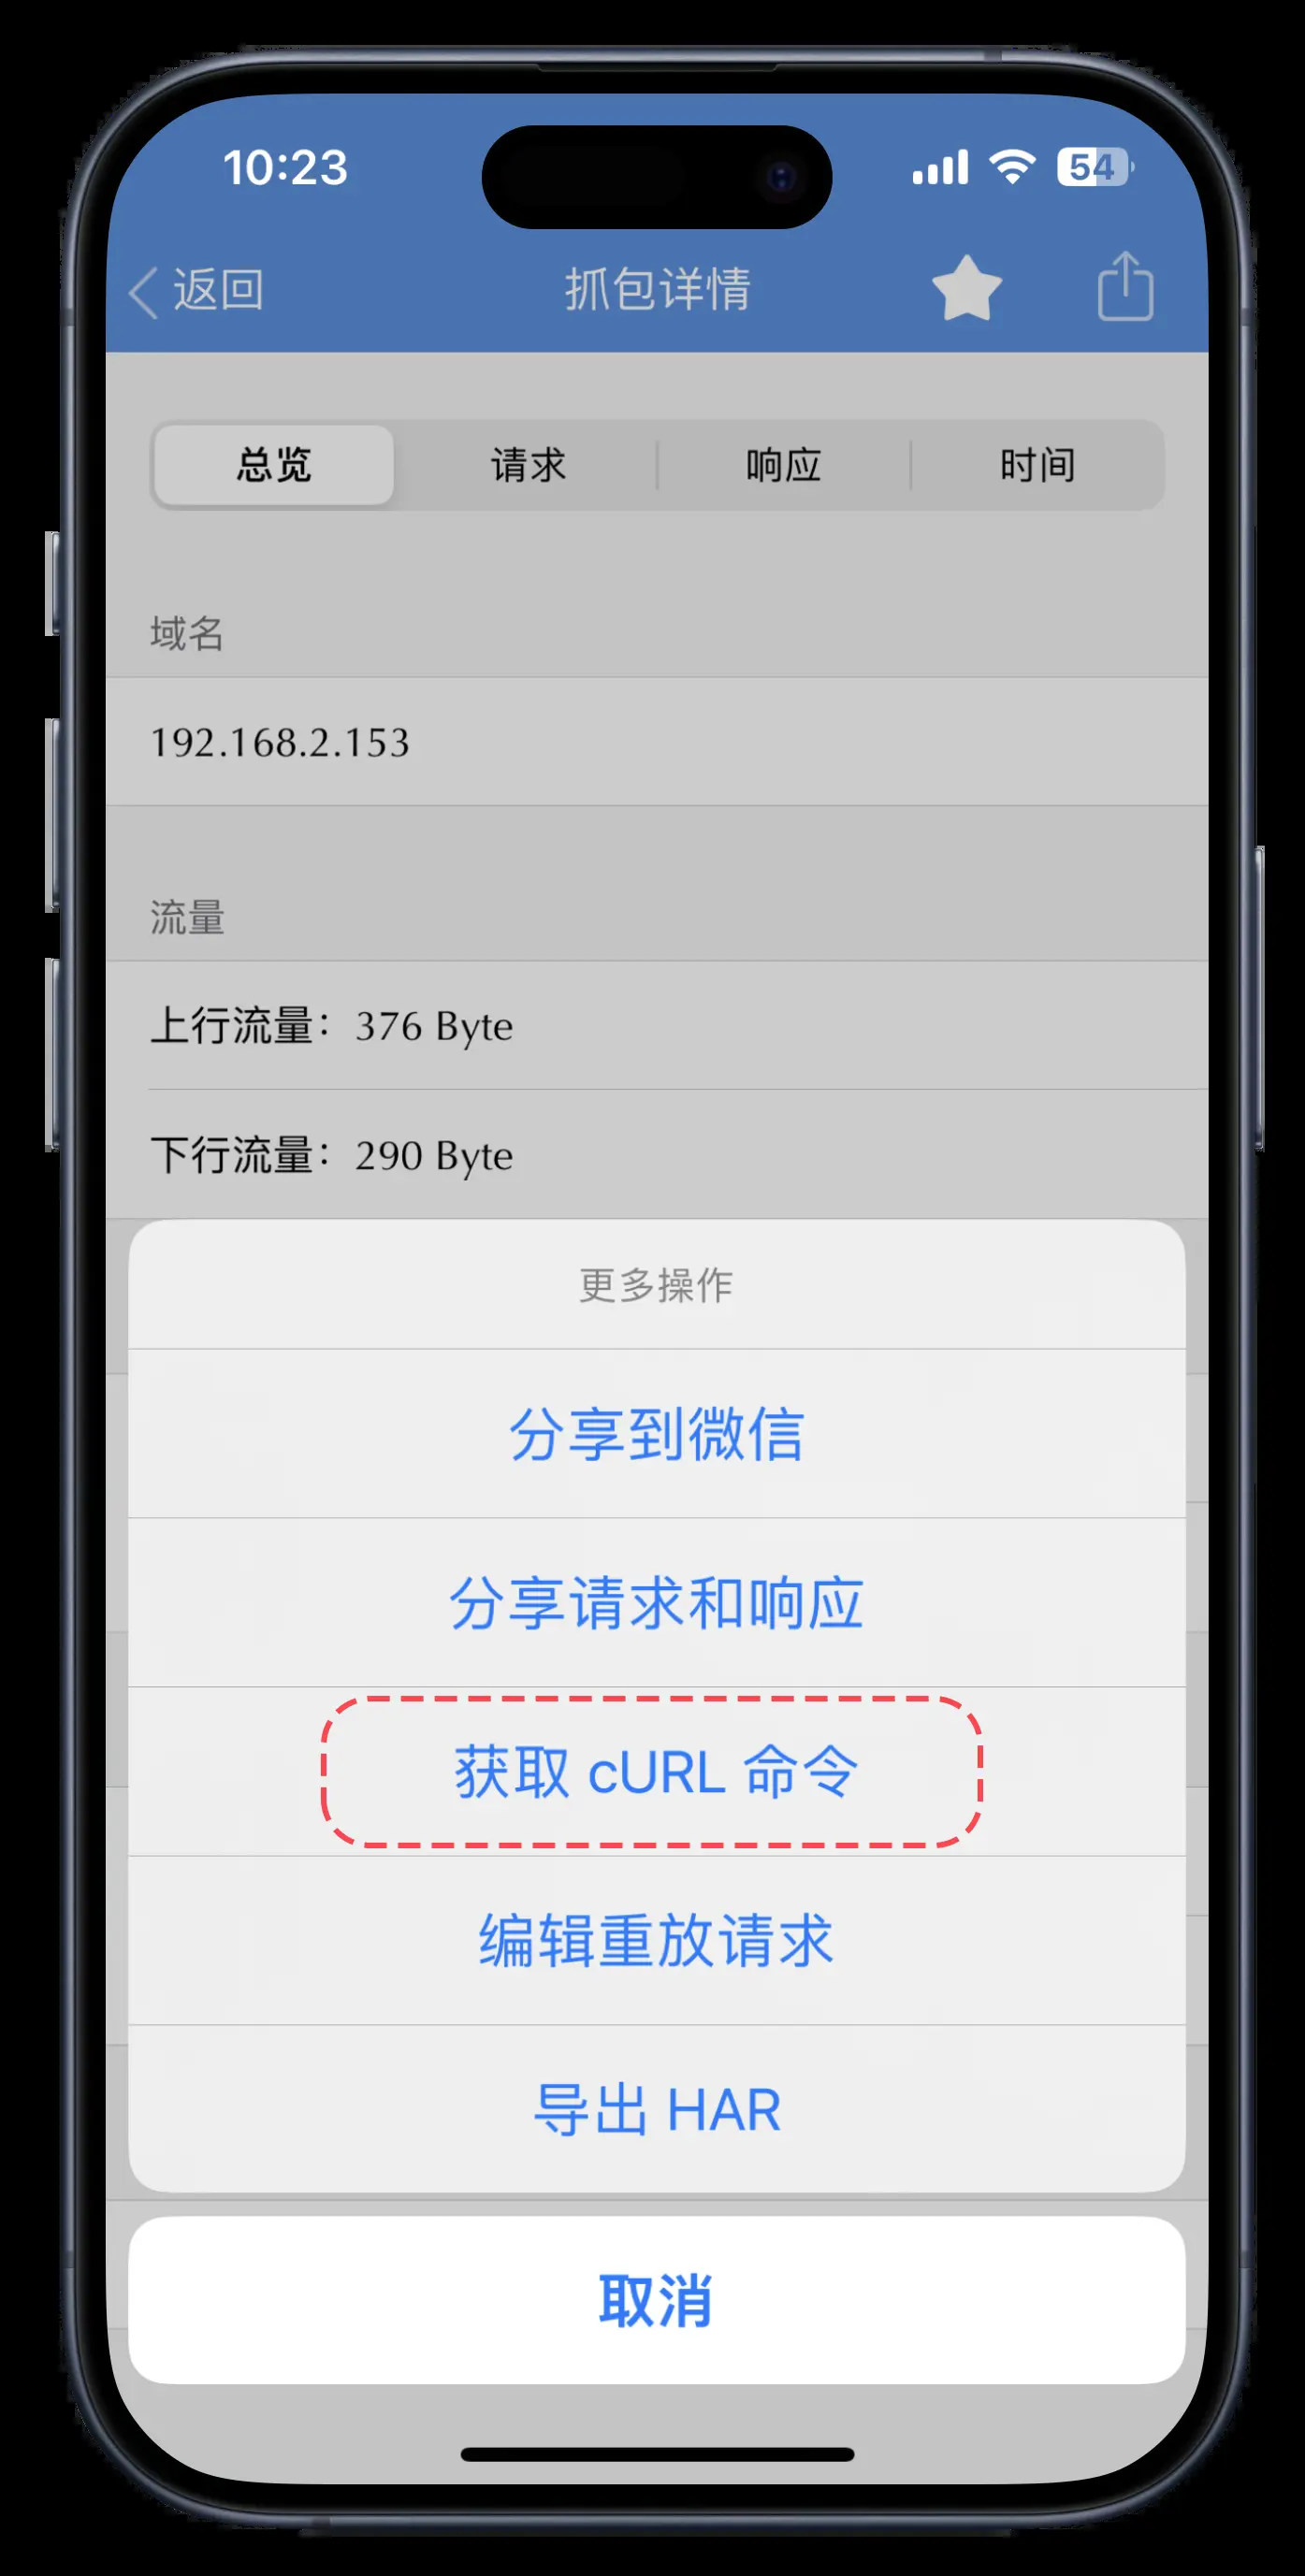 10:23
54
返回
抓包详情
总览
请求
响应
时间
域名
192.168.2.153
流量
上行流量：376 Byte
下行流量：290 Byte
更多操作
分享到微信
分享请求和响应
获取 cURL 命令
编辑重放请求
导出 HAR
取消